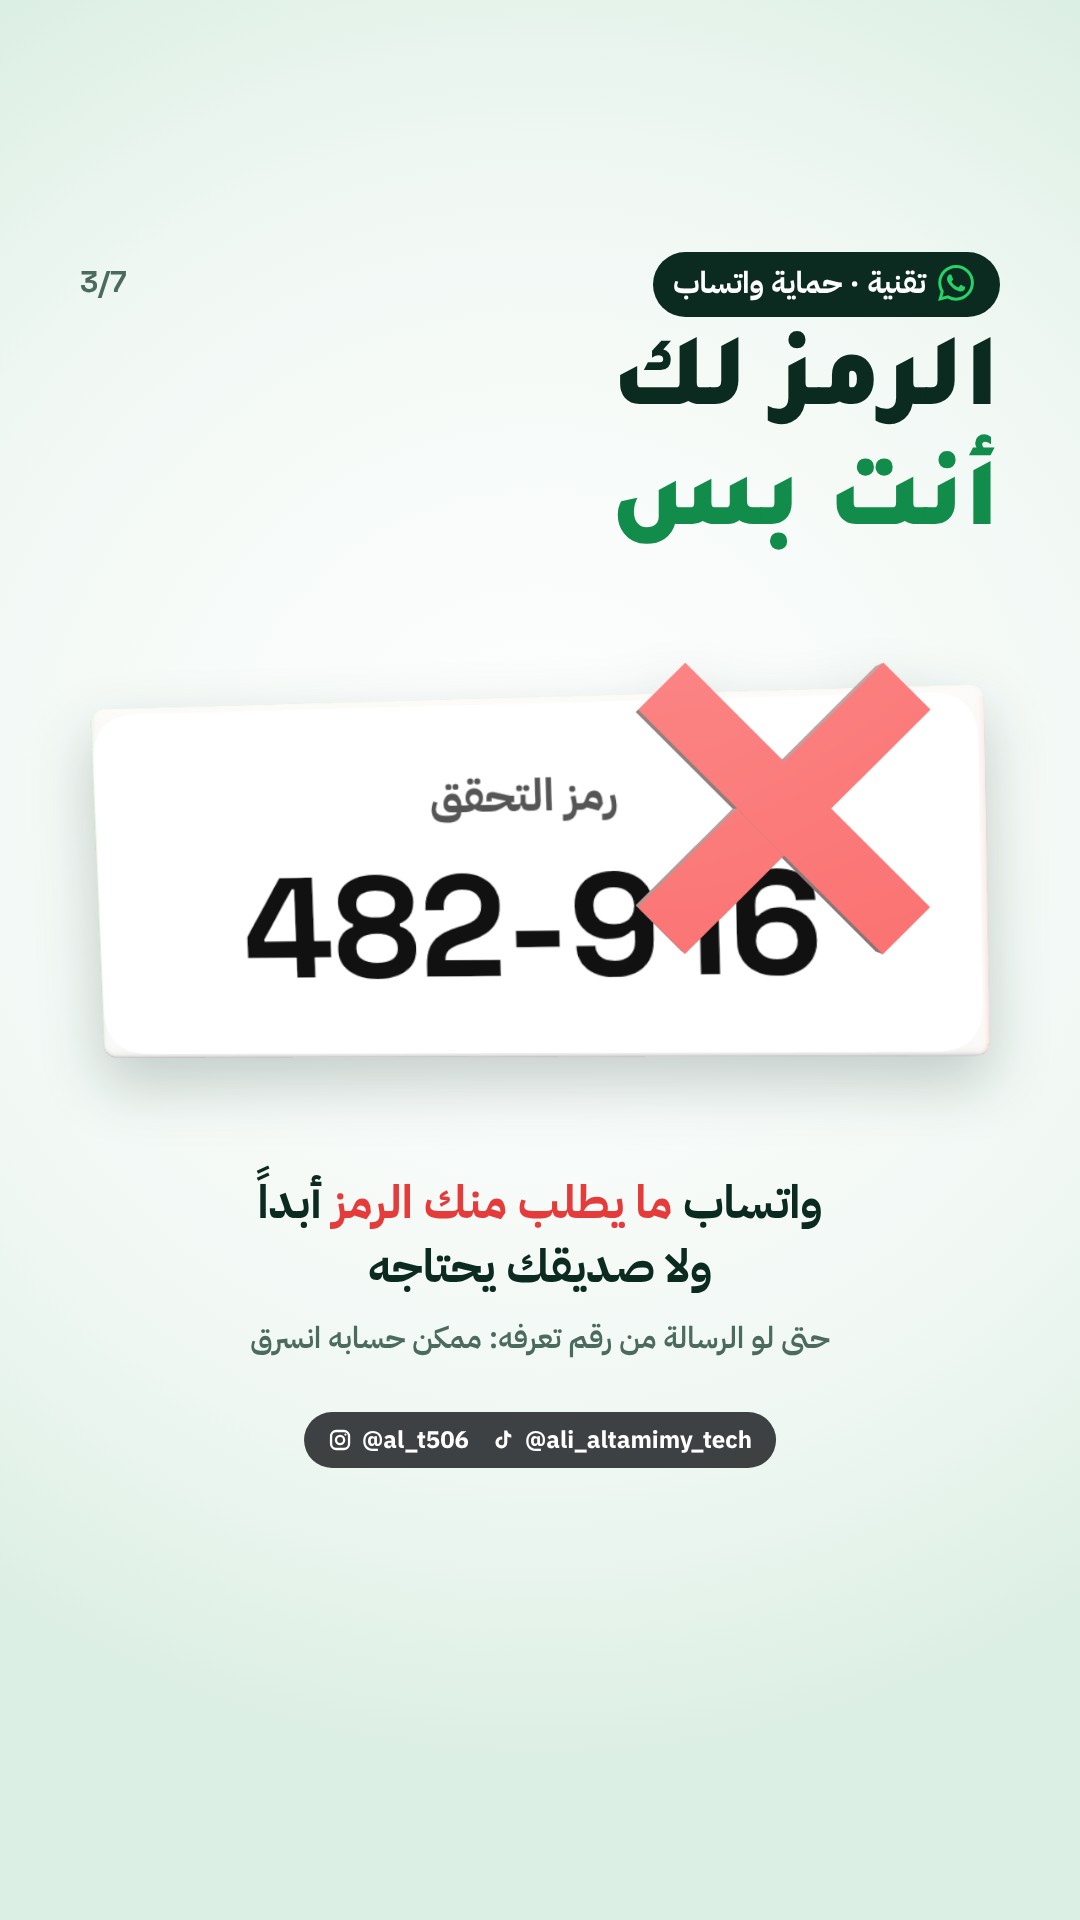 تقنية · حماية واتساب
3/7
الرمز لك
أنت بس
رمز التحقق
482-916
واتساب ما يطلب منك الرمز أبداً
ولا صديقك يحتاجه
حتى لو الرسالة من رقم تعرفه: ممكن حسابه انسرق
@al_t506 @ali_altamimy_tech